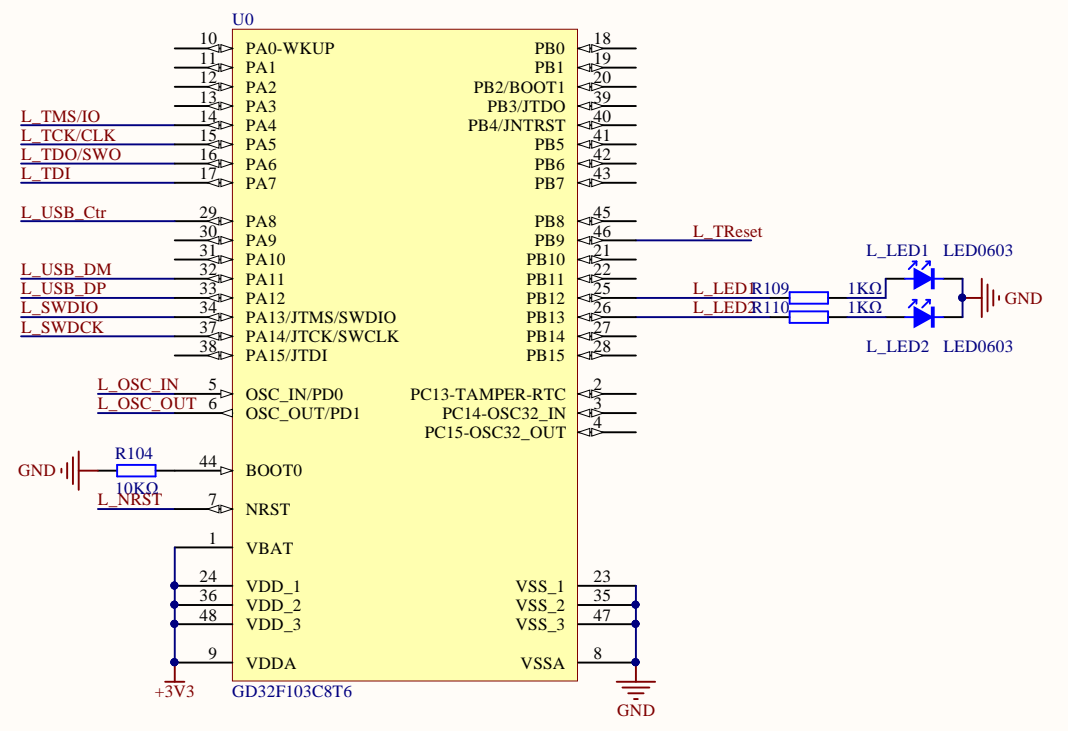 U0
10 PA0-WKUP PB0 18
11 PA1 PB1 19
12 PA2 PB2/BOOT1 20
13 PA3 PB3/JTDO 39
L_TMS/IO 14 PA4 PB4/JNTRST 40
L_TCK/CLK 15 PA5 PB5 41
L_TDO/SWO 16 PA6 PB6 42
L_TDI 17 PA7 PB7 43
L_USB_Ctr 29 PA8 PB8 45
30 PA9 PB9 46 L_TReset
31 PA10 PB10 21 L_LED1 LED0603
L_USB_DM 32 PA11 PB11 22
L_USB_DP 33 PA12 PB12 25 L_LED1 R109 1KΩ GND
L_SWDIO 34 PA13/JTMS/SWDIO PB13 26 L_LED2 R110 1KΩ
L_SWDCK 37 PA14/JTCK/SWCLK PB14 27
38 PA15/JTDI PB15 28 L_LED2 LED0603
L_OSC_IN 5 OSC_IN/PD0 PC13-TAMPER-RTC 2
L_OSC_OUT 6 OSC_OUT/PD1 PC14-OSC32_IN 3
PC15-OSC32_OUT 4
R104
GND 44 BOOT0
10KΩ
L_NRST 7 NRST
1 VBAT
24 VDD_1 VSS_1 23
36 VDD_2 VSS_2 35
48 VDD_3 VSS_3 47
9 VDDA VSSA 8
+3V3 GD32F103C8T6
GND